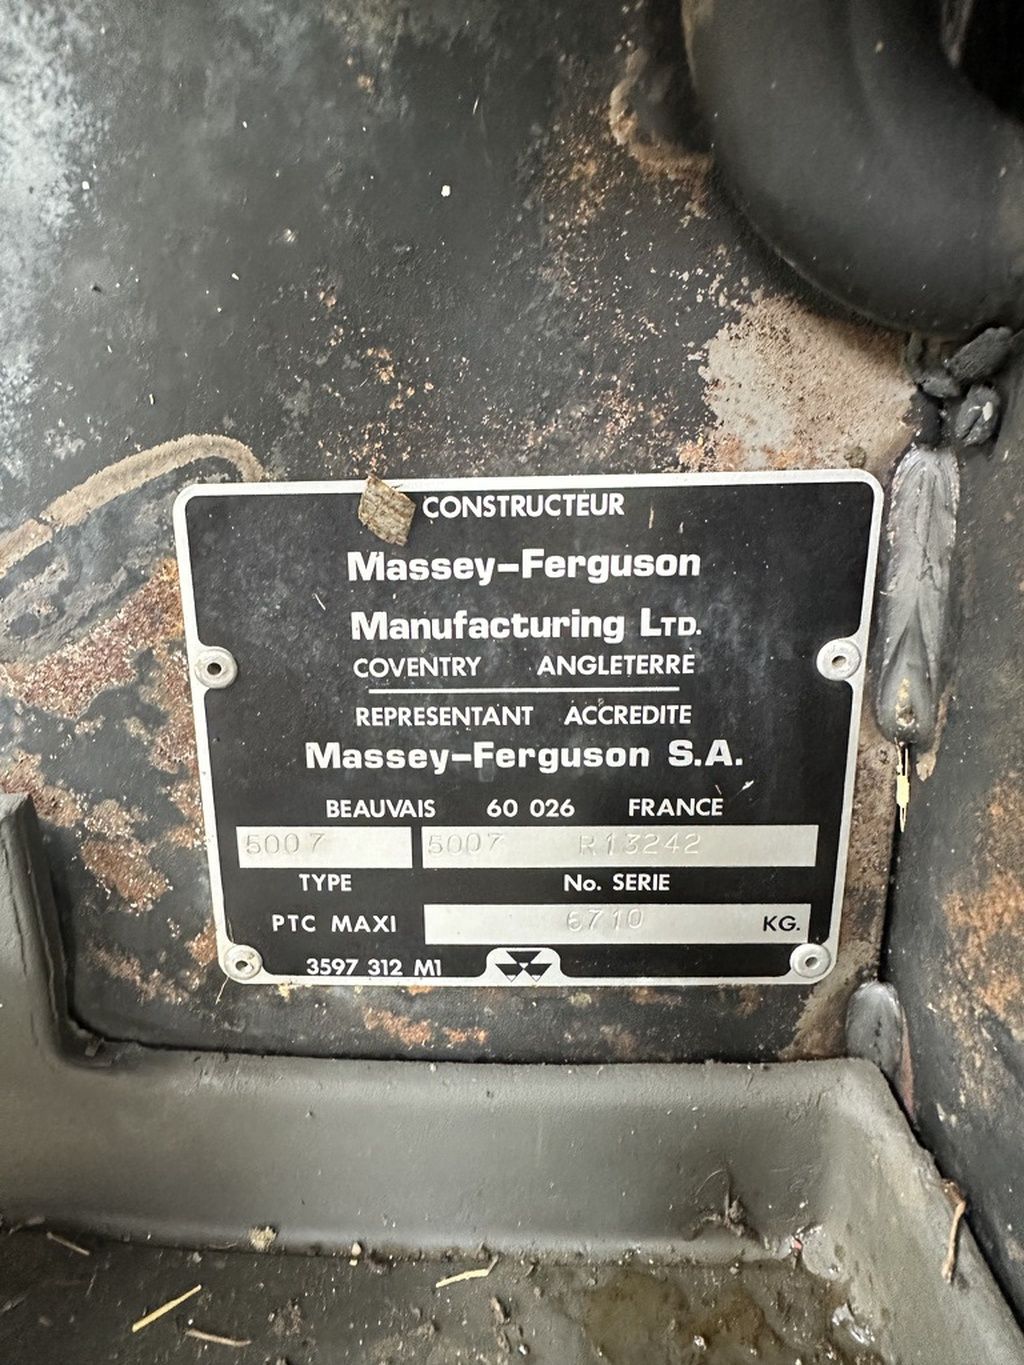 CONSTRUCTEUR
Massey-Ferguson
Manufacturing LTD.
COVENTRY ANGLETERRE
REPRESENTANT ACCREDITE
Massey-Ferguson S.A.
BEAUVAIS 60 026 FRANCE
5007 5007 R13242
TYPE No. SERIE
PTC MAXI 6710 KG.
3597 312 M1